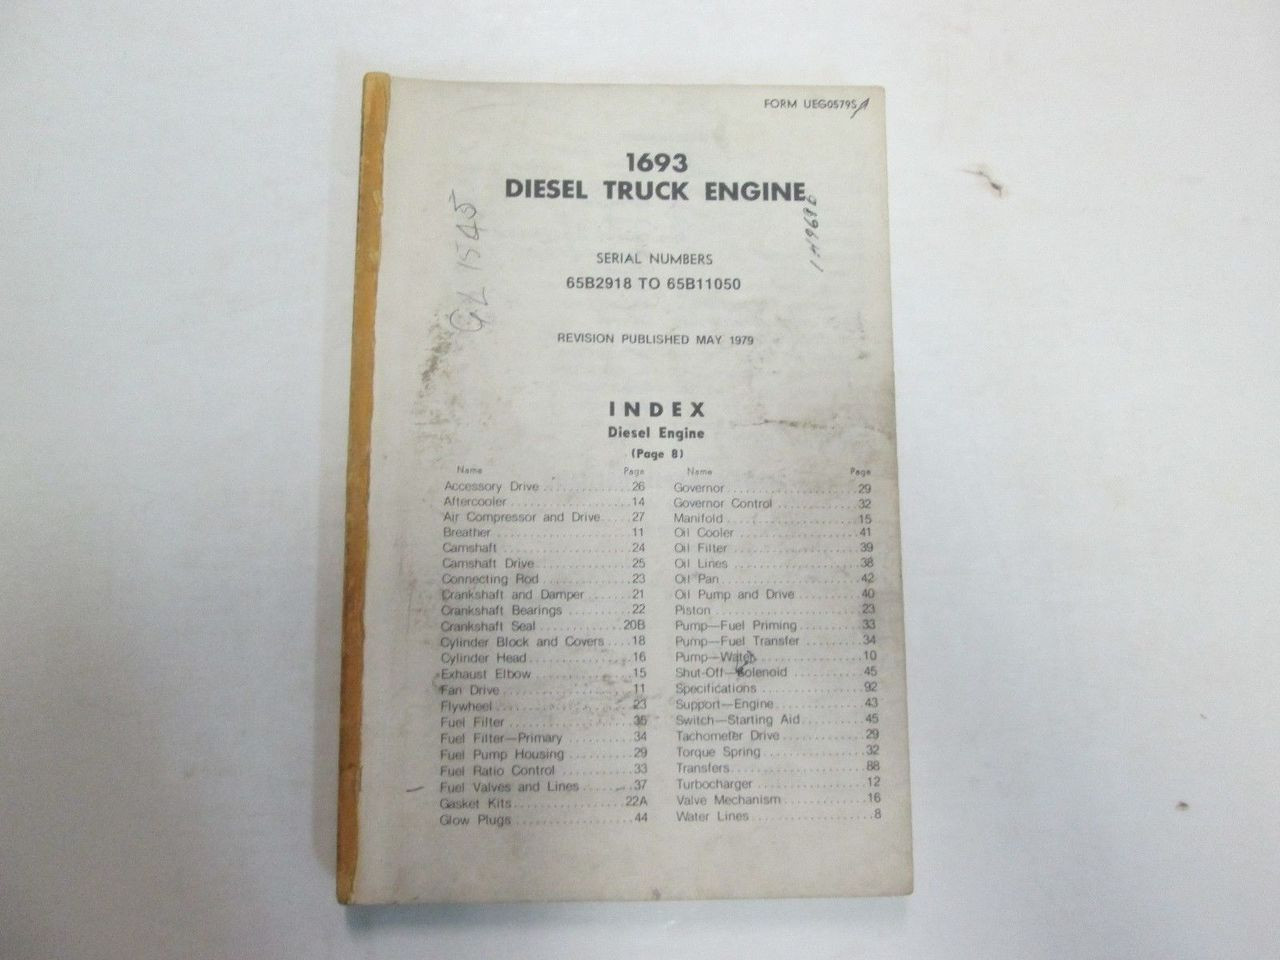 FORM UEG0579S
1693
DIESEL TRUCK ENGINE
1H9686
1545
SERIAL NUMBERS
65B2918 TO 65B11050
REVISION PUBLISHED MAY 1979
INDEX
Diesel Engine
(Page 8)
Name Page
Accessory Drive 26
Aftercooler 14
Air Compressor and Drive 27
Breather 11
Camshaft 24
Camshaft Drive 25
Connecting Rod 23
Crankshaft and Damper 21
Crankshaft Bearings 22
Crankshaft Seal 20B
Cylinder Block and Covers 18
Cylinder Head 16
Exhaust Elbow 15
Fan Drive 11
Flywheel 23
Fuel Filter 35
Fuel Filter—Primary 34
Fuel Pump Housing 29
Fuel Ratio Control 33
Fuel Valves and Lines 37
Gasket Kits 22A
Glow Plugs 44
Name Page
Governor 29
Governor Control 32
Manifold 15
Oil Cooler 41
Oil Filter 39
Oil Lines 38
Oil Pan 42
Oil Pump and Drive 40
Piston 23
Pump—Fuel Priming 33
Pump—Fuel Transfer 34
Pump—Water 10
Shut-Off—Solenoid 45
Specifications 92
Support—Engine 43
Switch—Starting Aid 45
Tachometer Drive 29
Torque Spring 32
Transfers 88
Turbocharger 12
Valve Mechanism 16
Water Lines 8